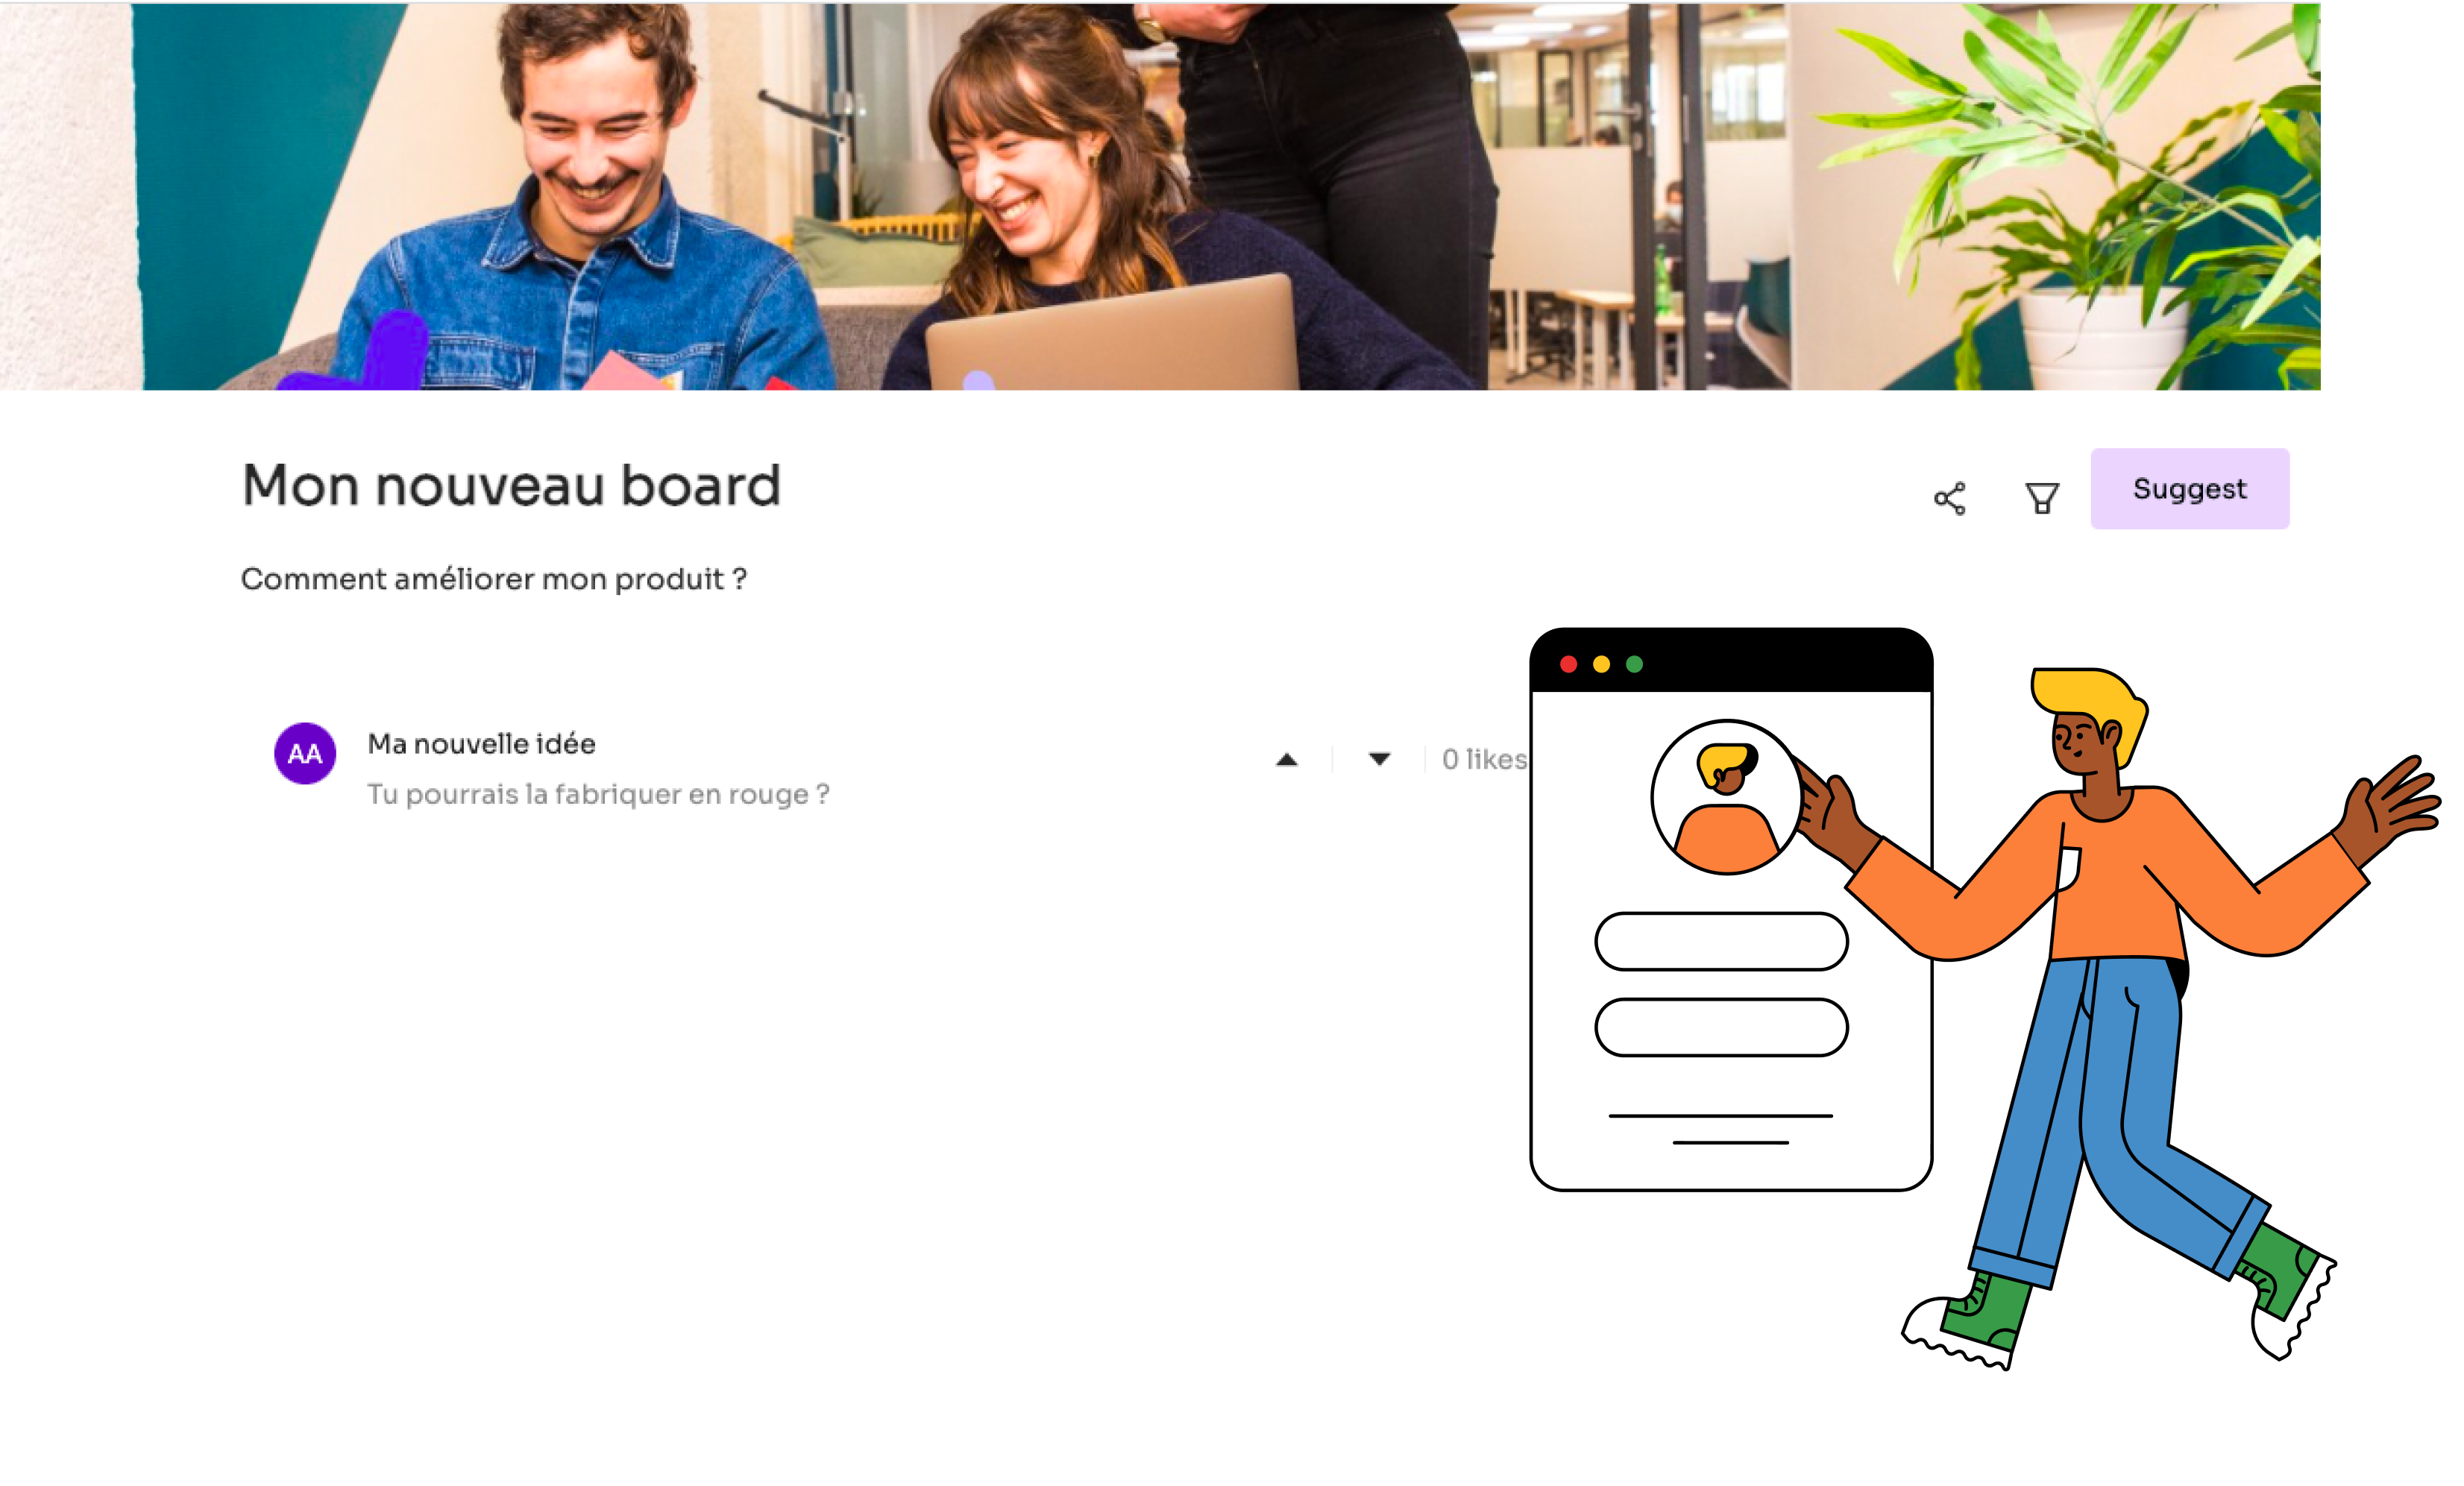 Mon nouveau board
Suggest
Comment améliorer mon produit ?
AA
Ma nouvelle idée
0 likes
Tu pourrais la fabriquer en rouge ?